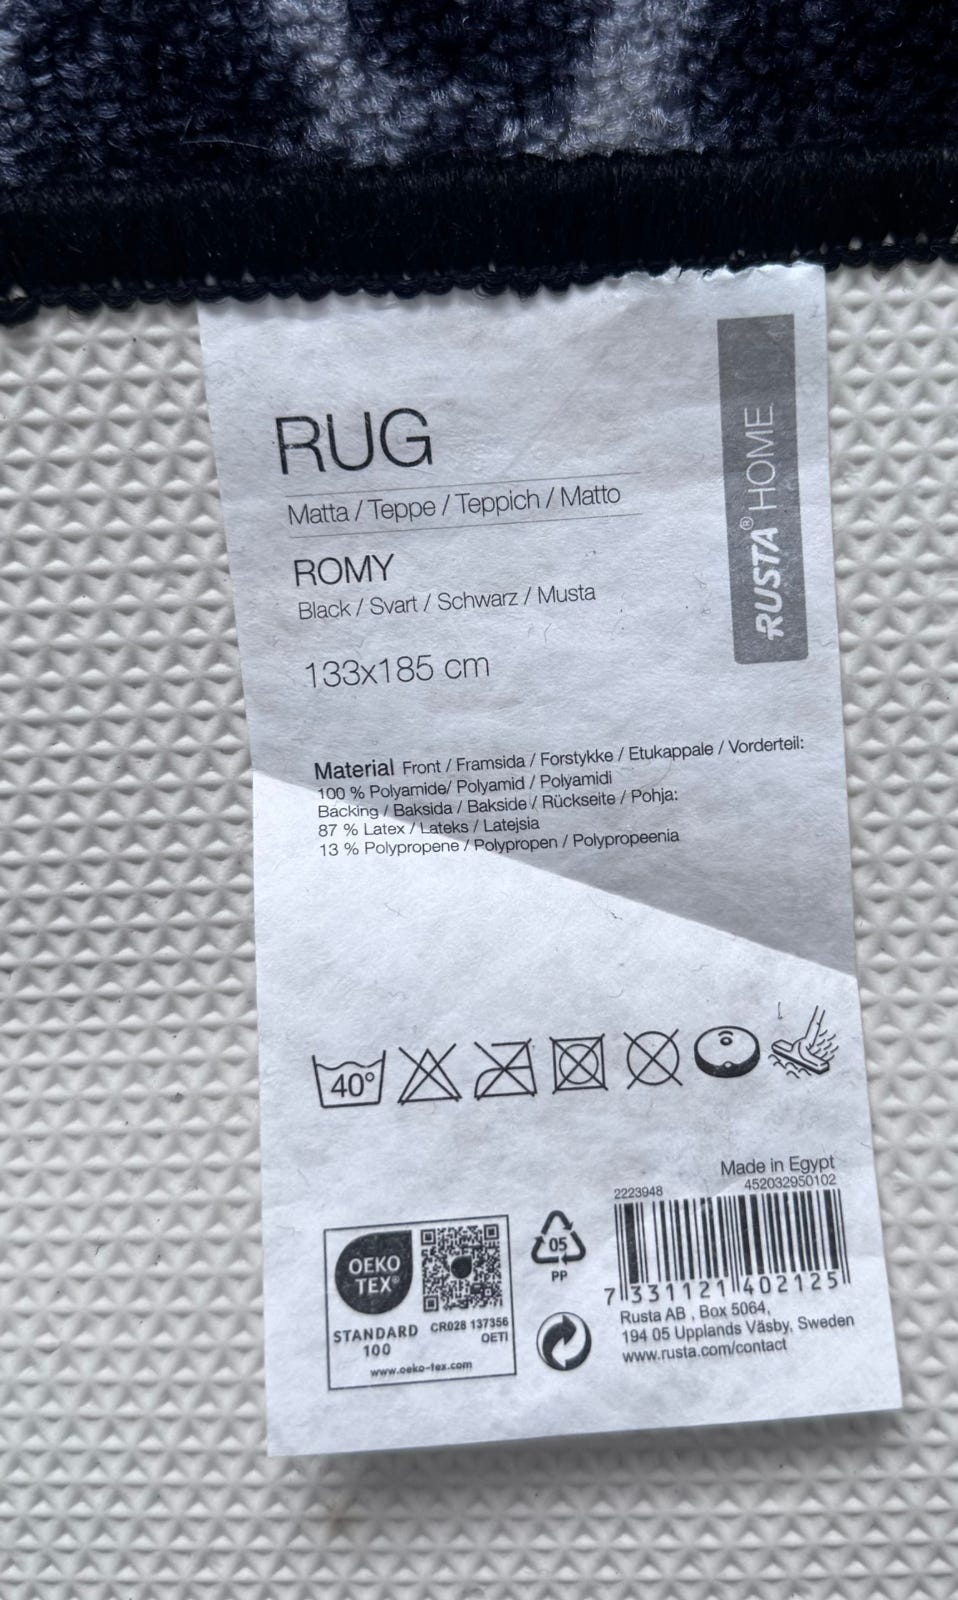 RUG
Matta / Teppe / Teppich / Matto
ROMY
Black / Svart / Schwarz / Musta
133x185 cm
RUSTA® HOME
Material Front / Framsida / Forstykke / Etukappale / Vorderteil:
100 % Polyamide/ Polyamid / Polyamidi
Backing / Baksida / Bakside / Rückseite / Pohja:
87 % Latex / Lateks / Latejsia
13 % Polypropene / Polypropen / Polypropeenia
40°
Made in Egypt
2223948 452032950102
7 331121 402125
Rusta AB , Box 5064,
194 05 Upplands Väsby, Sweden
www.rusta.com/contact
OEKO
TEX®
STANDARD
100
CR028 137356
OETI
www.oeko-tex.com
05
PP